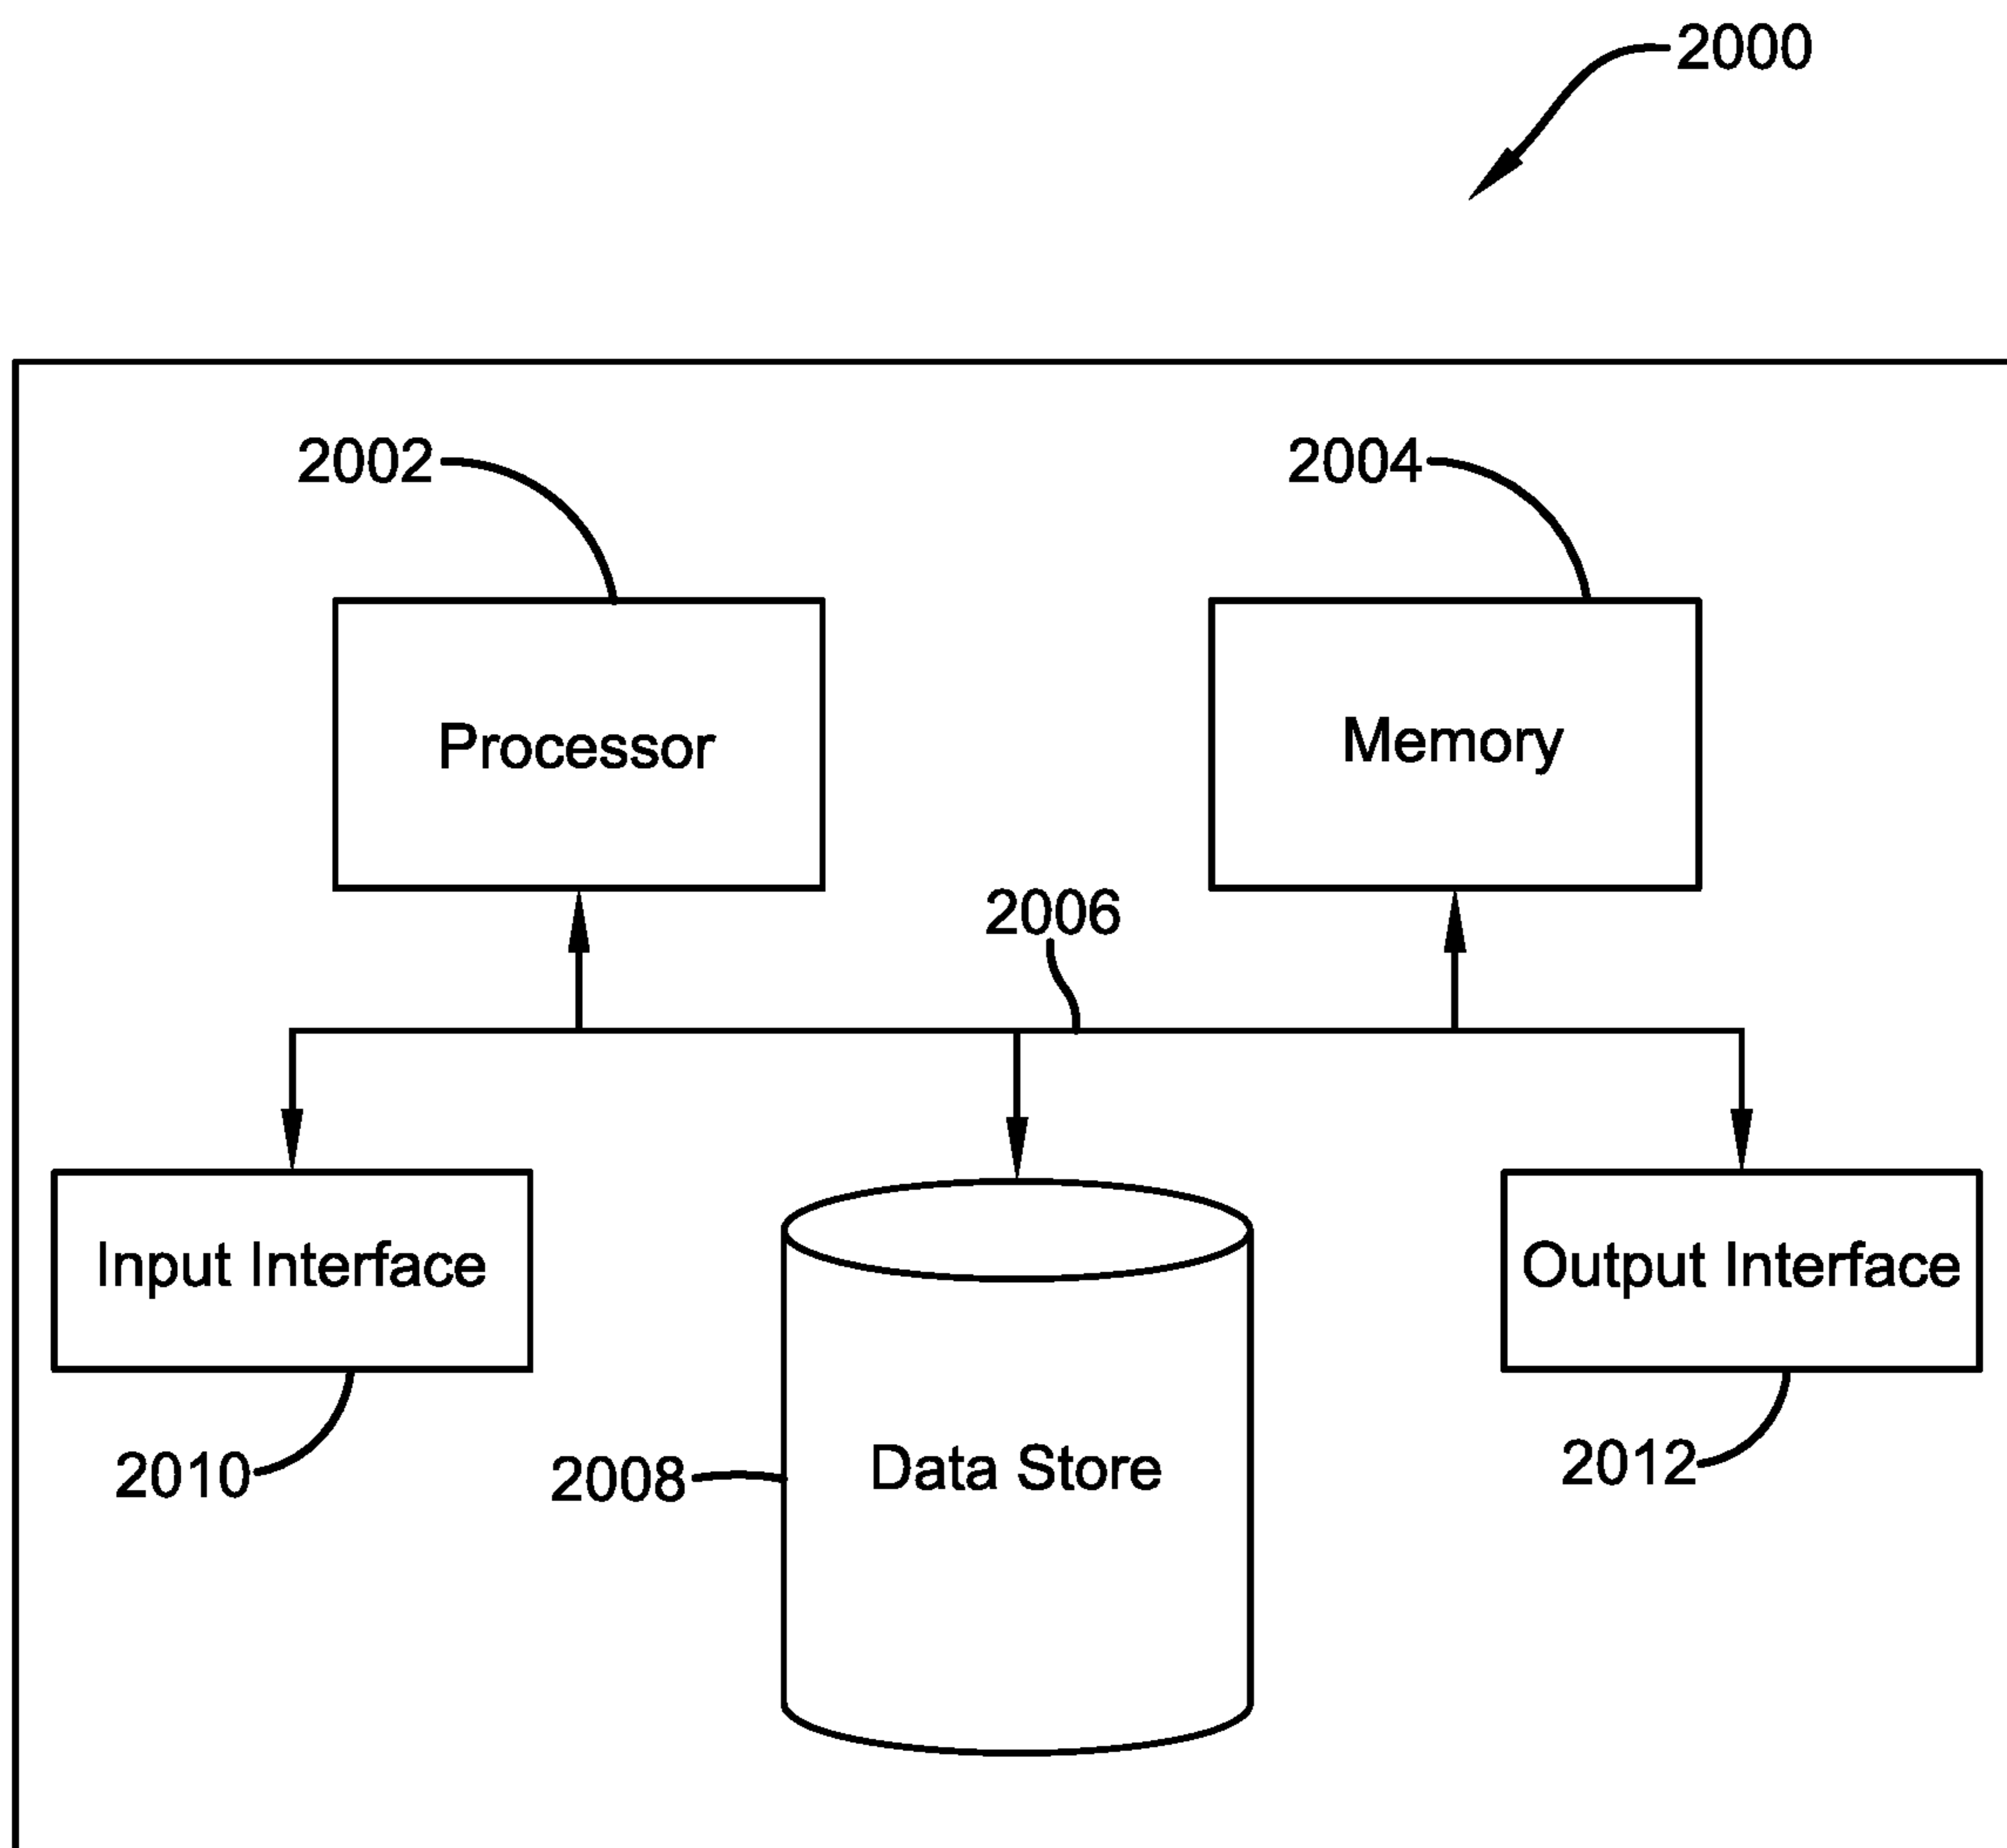 2000
2002
2004
Processor
Memory
2006
Input Interface
Output Interface
Data Store
2010
2008
2012